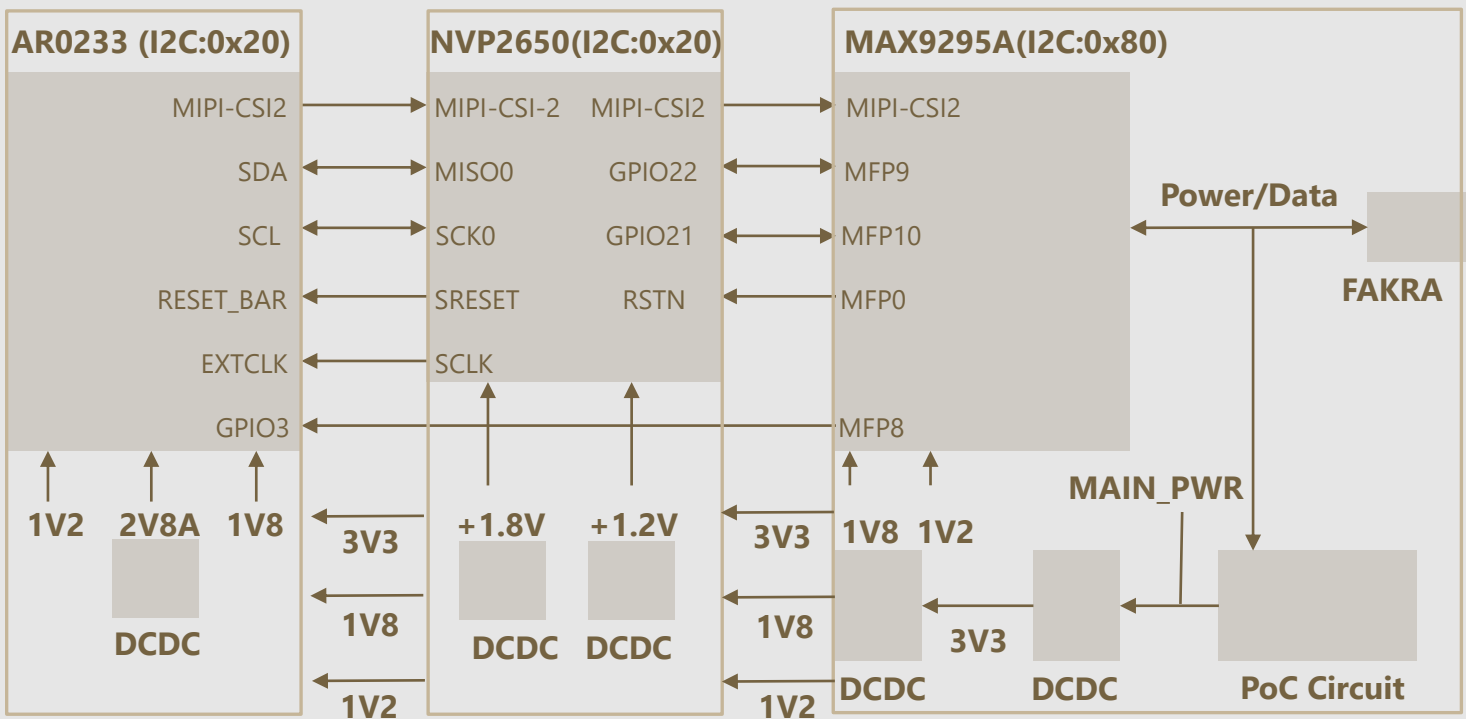 AR0233 (I2C:0x20)
MIPI-CSI2
SDA
SCL
RESET_BAR
EXTCLK
GPIO3
1V2
2V8A
1V8
DCDC
3V3
1V8
1V2
NVP2650(I2C:0x20)
MIPI-CSI-2 MIPI-CSI2
MISO0 GPIO22
SCK0 GPIO21
SRESET RSTN
SCLK
+1.8V +1.2V
DCDC DCDC
3V3
1V8
1V2
MAX9295A(I2C:0x80)
MIPI-CSI2
MFP9
MFP10
MFP0
MFP8
Power/Data
FAKRA
MAIN_PWR
1V8 1V2
3V3
DCDC DCDC PoC Circuit